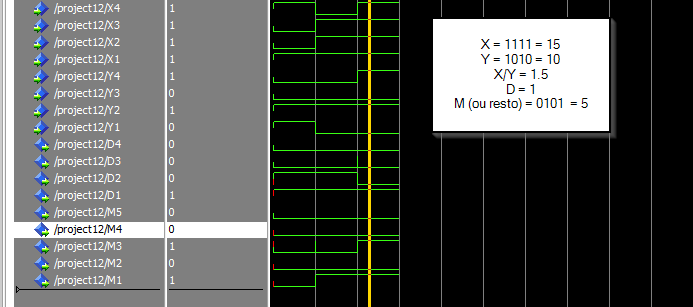 /project12/X4 1
/project12/X3 1
/project12/X2 1
/project12/X1 1
/project12/Y4 1
/project12/Y3 0
/project12/Y2 1
/project12/Y1 0
/project12/D4 0
/project12/D3 0
/project12/D2 0
/project12/D1 1
/project12/M5 0
/project12/M4 0
/project12/M3 1
/project12/M2 0
/project12/M1 1
X = 1111 = 15
Y = 1010 = 10
X/Y = 1.5
D = 1
M (ou resto) = 0101 = 5